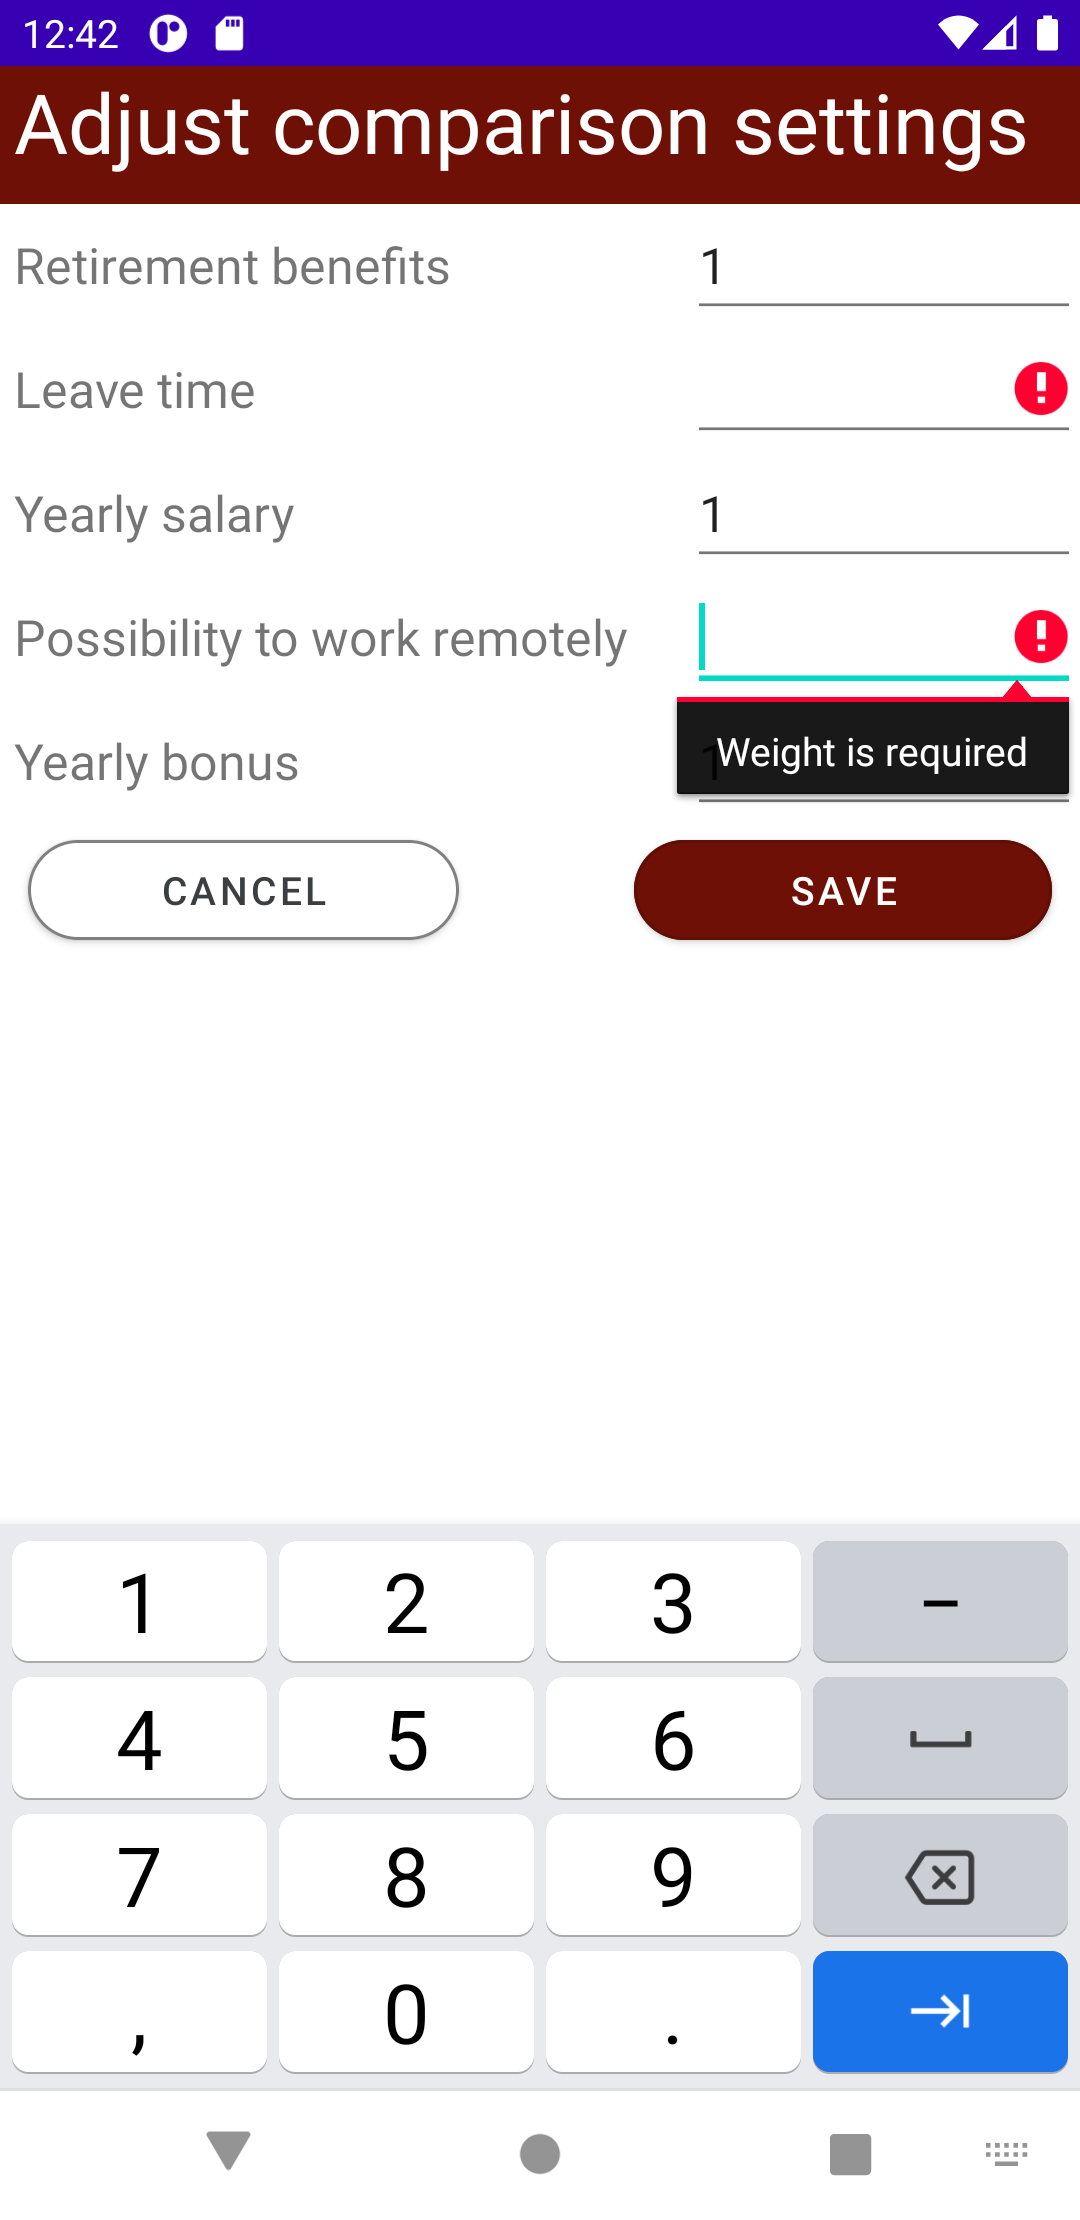 12:42
Adjust comparison settings
Retirement benefits 1
Leave time
Yearly salary 1
Possibility to work remotely
Yearly bonus 1
Weight is required
CANCEL SAVE
1 2 3 –
4 5 6
7 8 9
, 0 .